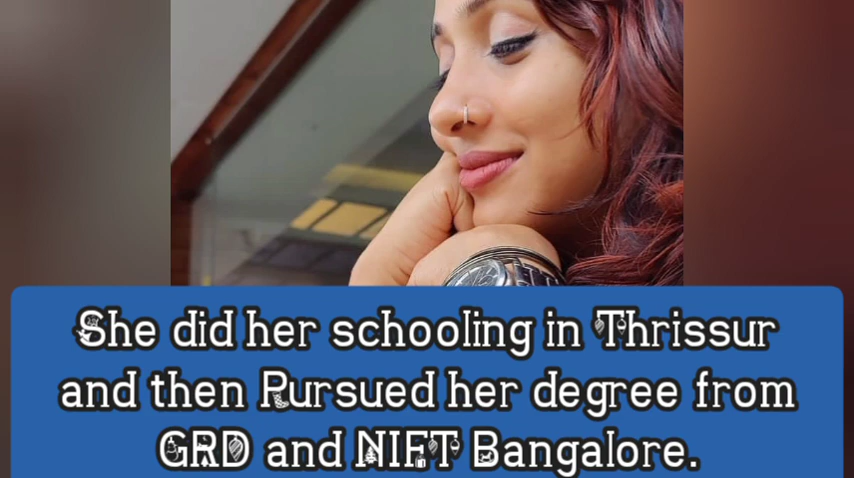 She did her schooling in Thrissur
and then Pursued her degree from
GRD and NIFT Bangalore.